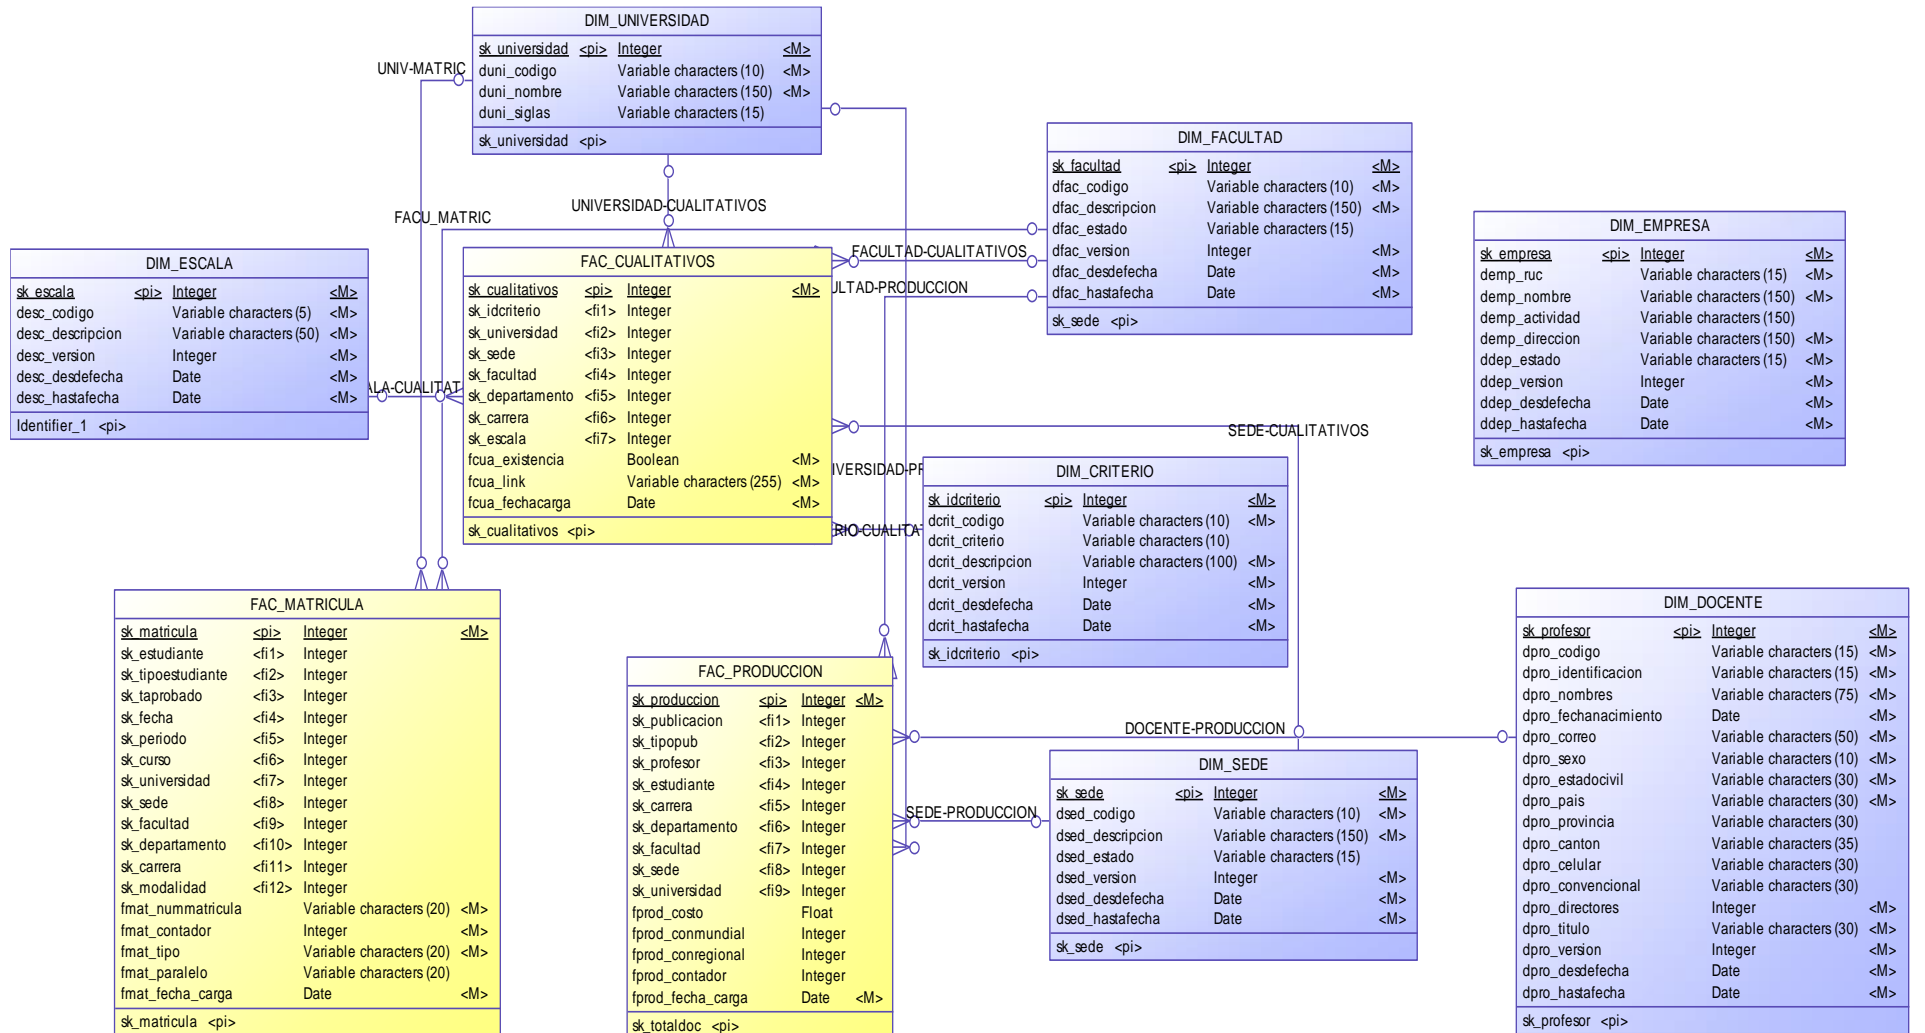 DIM_UNIVERSIDAD
sk_universidad <pi> Integer <M>
duni_codigo Variable characters (10) <M>
duni_nombre Variable characters (150) <M>
duni_siglas Variable characters (15)
sk_universidad <pi>
UNIV-MATRIC
UNIVERSIDAD-CUALITATIVOS
FACU_MATRIC
DIM_FACULTAD
sk_facultad <pi> Integer <M>
dfac_codigo Variable characters (10) <M>
dfac_descripcion Variable characters (150) <M>
dfac_estado Variable characters (15)
dfac_version Integer <M>
dfac_desdefecha Date <M>
dfac_hastafecha Date <M>
sk_sede <pi>
FACULTAD-CUALITATIVOS
ULTAD-PRODUCCION
DIM_EMPRESA
sk_empresa <pi> Integer <M>
demp_ruc Variable characters (15) <M>
demp_nombre Variable characters (150) <M>
demp_actividad Variable characters (150)
demp_direccion Variable characters (150) <M>
ddep_estado Variable characters (15) <M>
ddep_version Integer <M>
ddep_desdefecha Date <M>
ddep_hastafecha Date <M>
sk_empresa <pi>
DIM_ESCALA
sk_escala <pi> Integer <M>
desc_codigo Variable characters (5) <M>
desc_descripcion Variable characters (50) <M>
desc_version Integer <M>
desc_desdefecha Date <M>
desc_hastafecha Date <M>
Identifier_1 <pi>
ALA-CUALITAT
FAC_CUALITATIVOS
sk_cualitativos <pi> Integer <M>
sk_idcriterio <fi1> Integer
sk_universidad <fi2> Integer
sk_sede <fi3> Integer
sk_facultad <fi4> Integer
sk_departamento <fi5> Integer
sk_carrera <fi6> Integer
sk_escala <fi7> Integer
fcua_existencia Boolean <M>
fcua_link Variable characters (255) <M>
fcua_fechacarga Date <M>
sk_cualitativos <pi>
SEDE-CUALITATIVOS
IVERSIDAD-PR
RIO-CUALITA
DIM_CRITERIO
sk_idcriterio <pi> Integer <M>
dcrit_codigo Variable characters (10) <M>
dcrit_criterio Variable characters (10)
dcrit_descripcion Variable characters (100) <M>
dcrit_version Integer <M>
dcrit_desdefecha Date <M>
dcrit_hastafecha Date <M>
sk_idcriterio <pi>
FAC_MATRICULA
sk_matricula <pi> Integer <M>
sk_estudiante <fi1> Integer
sk_tipoestudiante <fi2> Integer
sk_taprobado <fi3> Integer
sk_fecha <fi4> Integer
sk_periodo <fi5> Integer
sk_curso <fi6> Integer
sk_universidad <fi7> Integer
sk_sede <fi8> Integer
sk_facultad <fi9> Integer
sk_departamento <fi10> Integer
sk_carrera <fi11> Integer
sk_modalidad <fi12> Integer
fmat_nummatricula Variable characters (20) <M>
fmat_contador Integer <M>
fmat_tipo Variable characters (20) <M>
fmat_paralelo Variable characters (20)
fmat_fecha_carga Date <M>
sk_matricula <pi>
FAC_PRODUCCION
sk_produccion <pi> Integer <M>
sk_publicacion <fi1> Integer
sk_tipopub <fi2> Integer
sk_profesor <fi3> Integer
sk_estudiante <fi4> Integer
sk_carrera <fi5> Integer
sk_departamento <fi6> Integer
sk_facultad <fi7> Integer
sk_sede <fi8> Integer
sk_universidad <fi9> Integer
fprod_costo Float
fprod_conmundial Integer
fprod_conregional Integer
fprod_contador Integer
fprod_fecha_carga Date <M>
sk_totaldoc <pi>
DOCENTE-PRODUCCION
SEDE-PRODUCCION
DIM_SEDE
sk_sede <pi> Integer <M>
dsed_codigo Variable characters (10) <M>
dsed_descripcion Variable characters (150) <M>
dsed_estado Variable characters (15)
dsed_version Integer <M>
dsed_desdefecha Date <M>
dsed_hastafecha Date <M>
sk_sede <pi>
DIM_DOCENTE
sk_profesor <pi> Integer <M>
dpro_codigo Variable characters (15) <M>
dpro_identificacion Variable characters (15) <M>
dpro_nombres Variable characters (75) <M>
dpro_fechanacimiento Date <M>
dpro_correo Variable characters (50) <M>
dpro_sexo Variable characters (10) <M>
dpro_estadocivil Variable characters (30) <M>
dpro_pais Variable characters (30) <M>
dpro_provincia Variable characters (30)
dpro_canton Variable characters (35)
dpro_celular Variable characters (30)
dpro_convencional Variable characters (30)
dpro_directores Integer <M>
dpro_titulo Variable characters (30) <M>
dpro_version Integer <M>
dpro_desdefecha Date <M>
dpro_hastafecha Date <M>
sk_profesor <pi>